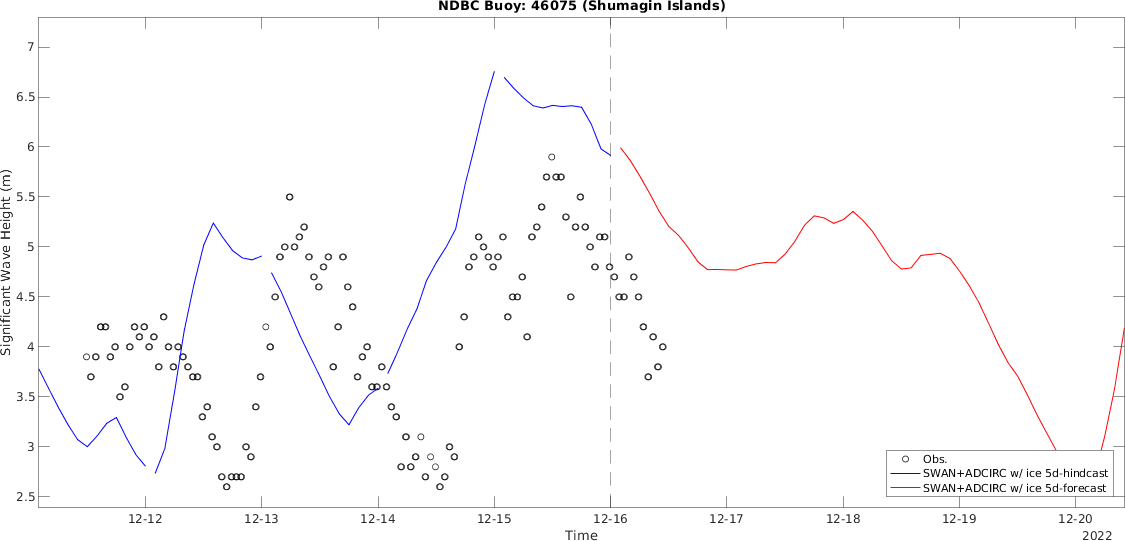 NDBC Buoy: 46075 (Shumagin Islands)
7
6.5
6
5.5
5
4.5
4
3.5
3
2.5
Significant Wave Height (m)
Obs.
SWAN+ADCIRC w/ ice 5d-hindcast
SWAN+ADCIRC w/ ice 5d-forecast
12-12 12-13 12-14 12-15 12-16 12-17 12-18 12-19 12-20
Time
2022